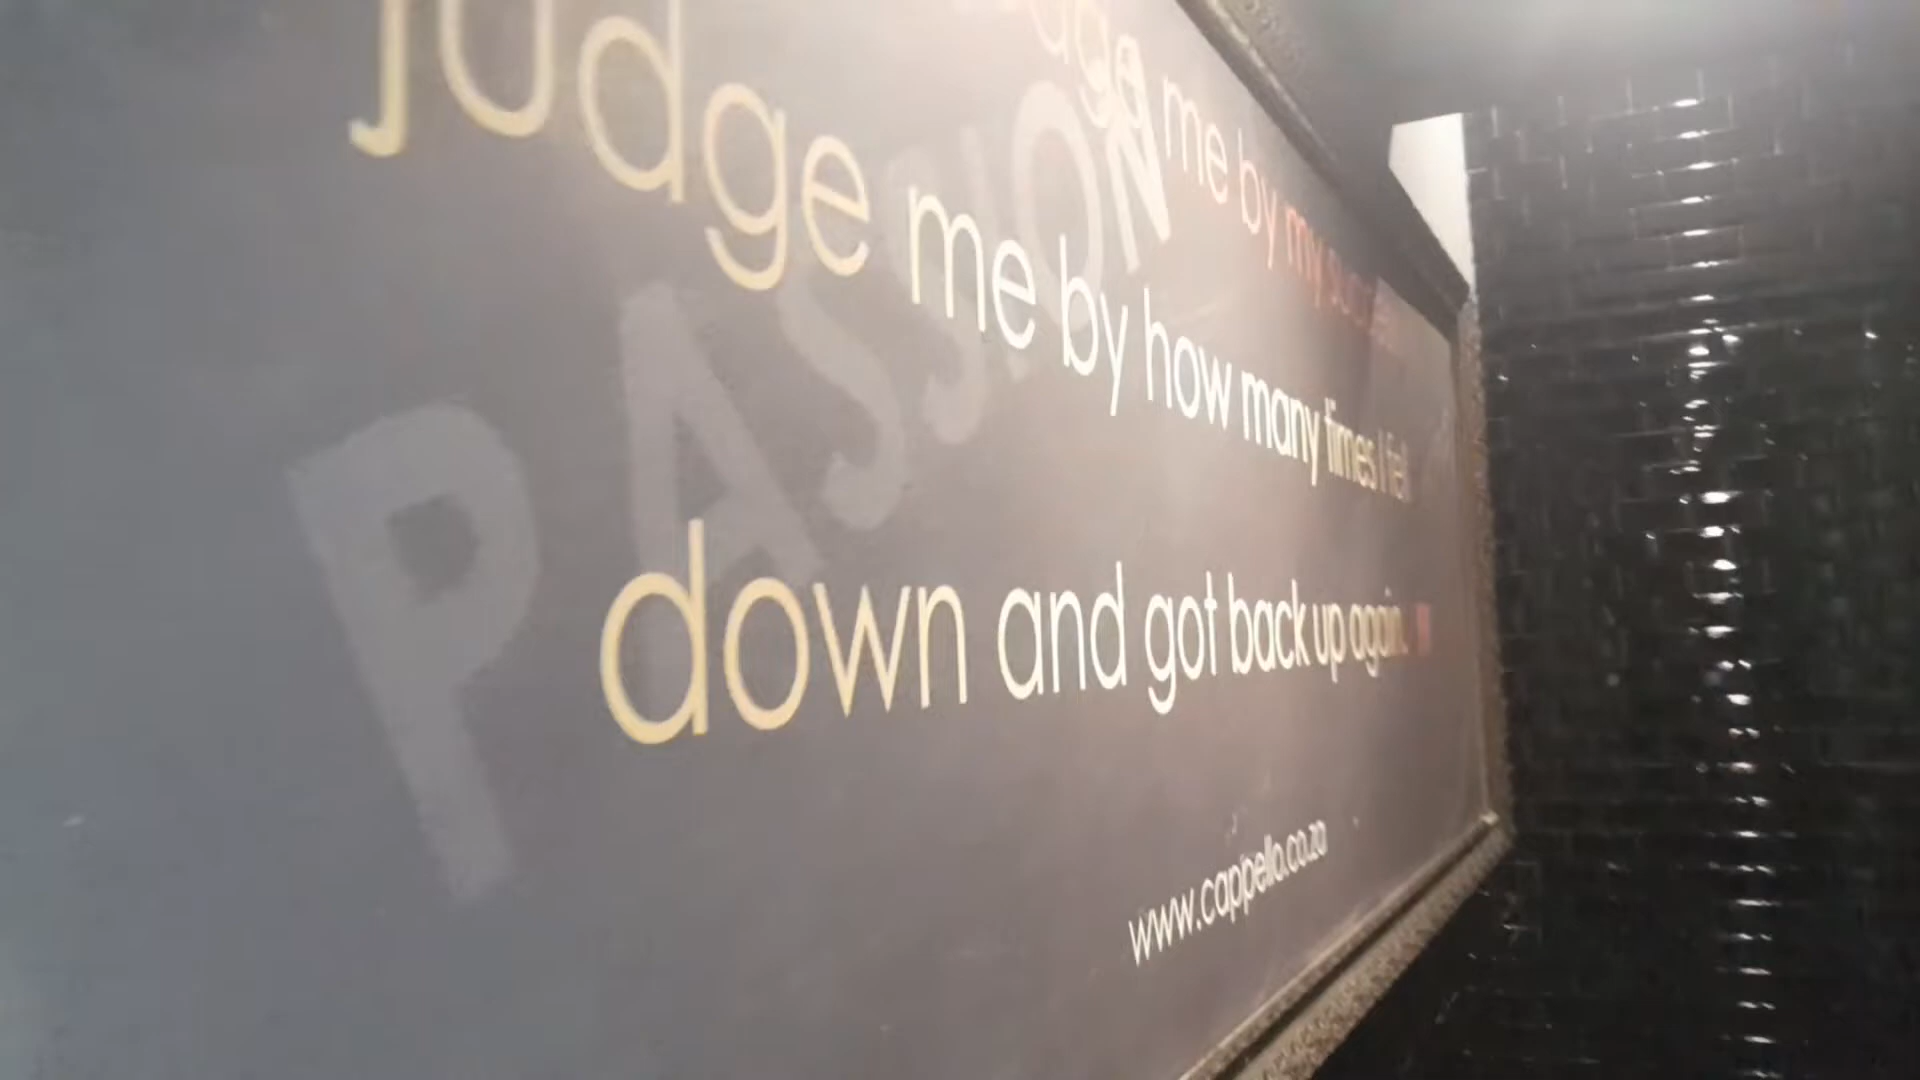 judge me by my success
judge me by how many times I fell
down and got back up again.
PASSION
www.cappello.co.za